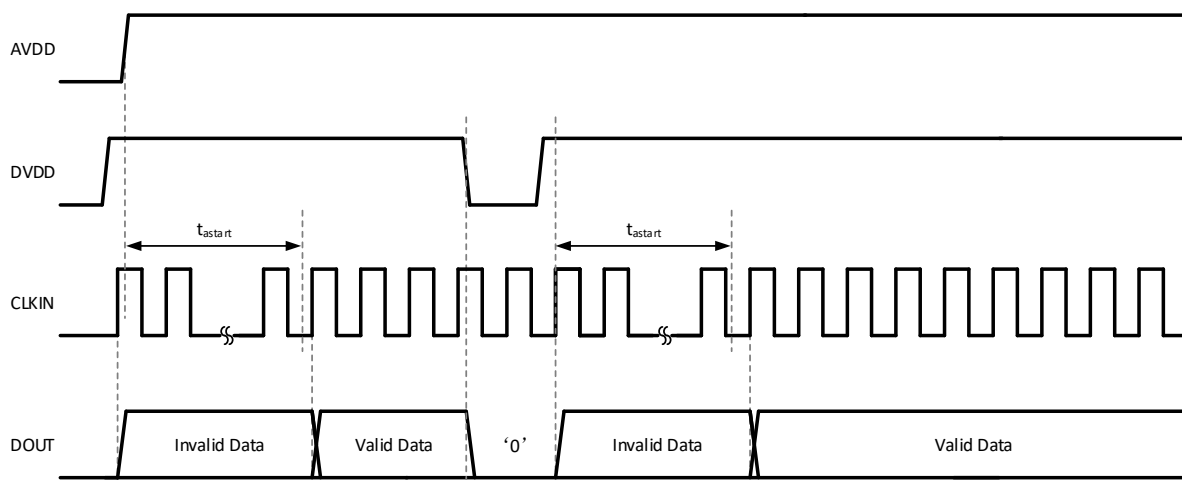 AVDD
DVDD
tastart tastart
CLKIN
DOUT Invalid Data Valid Data ‘0’ Invalid Data Valid Data